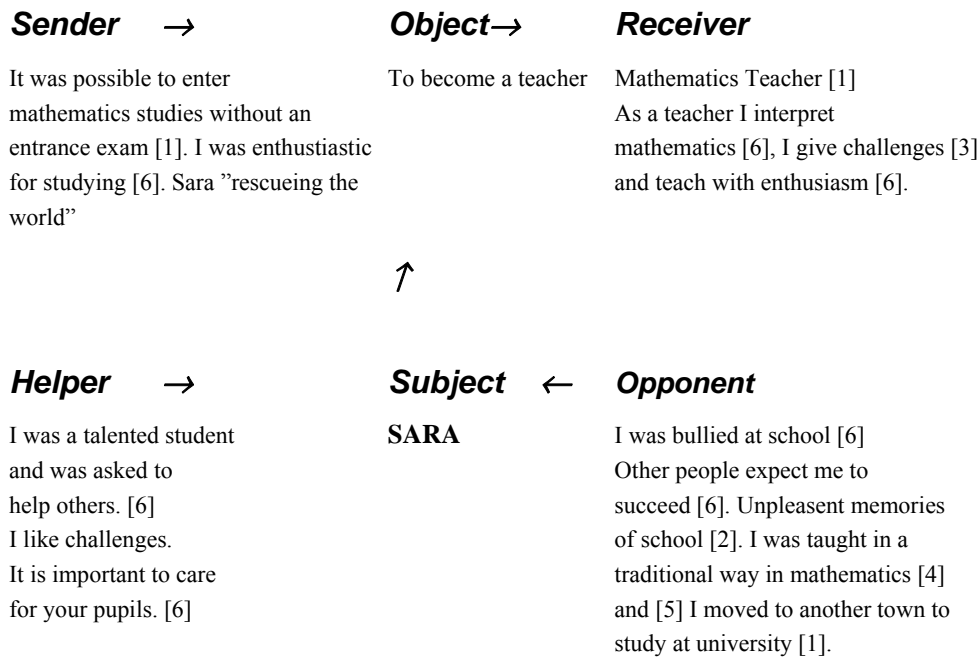 Sender → Object→ Receiver
It was possible to enter
mathematics studies without an
entrance exam [1]. I was enthustiastic
for studying [6]. Sara ”rescueing the
world”
To become a teacher
Mathematics Teacher [1]
As a teacher I interpret
mathematics [6], I give challenges [3]
and teach with enthusiasm [6].
↑
Helper → Subject ← Opponent
I was a talented student
and was asked to
help others. [6]
I like challenges.
It is important to care
for your pupils. [6]
SARA
I was bullied at school [6]
Other people expect me to
succeed [6]. Unpleasent memories
of school [2]. I was taught in a
traditional way in mathematics [4]
and [5] I moved to another town to
study at university [1].